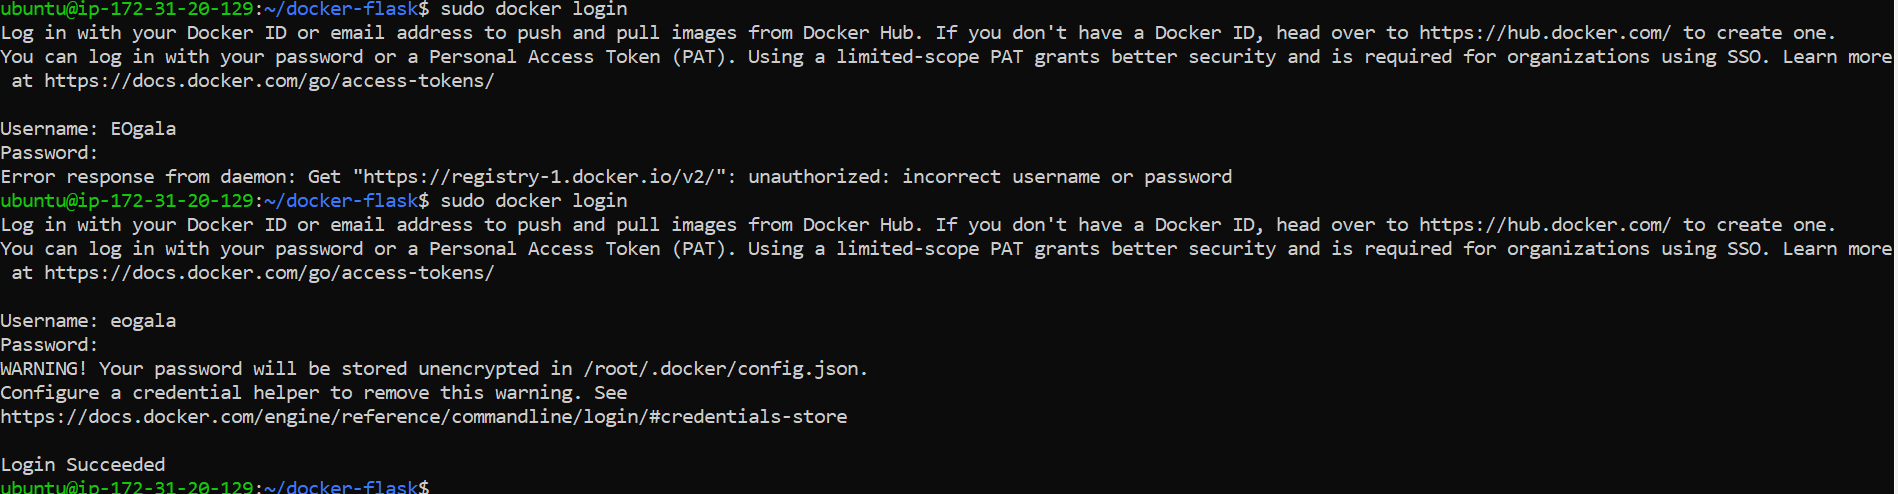 ubuntu@ip-172-31-20-129:~/docker-flask$ sudo docker login
Log in with your Docker ID or email address to push and pull images from Docker Hub. If you don't have a Docker ID, head over to https://hub.docker.com/ to create one.
You can log in with your password or a Personal Access Token (PAT). Using a limited-scope PAT grants better security and is required for organizations using SSO. Learn more
 at https://docs.docker.com/go/access-tokens/

Username: EOgala
Password:
Error response from daemon: Get "https://registry-1.docker.io/v2/": unauthorized: incorrect username or password
ubuntu@ip-172-31-20-129:~/docker-flask$ sudo docker login
Log in with your Docker ID or email address to push and pull images from Docker Hub. If you don't have a Docker ID, head over to https://hub.docker.com/ to create one.
You can log in with your password or a Personal Access Token (PAT). Using a limited-scope PAT grants better security and is required for organizations using SSO. Learn more
 at https://docs.docker.com/go/access-tokens/

Username: eogala
Password:
WARNING! Your password will be stored unencrypted in /root/.docker/config.json.
Configure a credential helper to remove this warning. See
https://docs.docker.com/engine/reference/commandline/login/#credentials-store

Login Succeeded
ubuntu@ip-172-31-20-129:~/docker-flask$